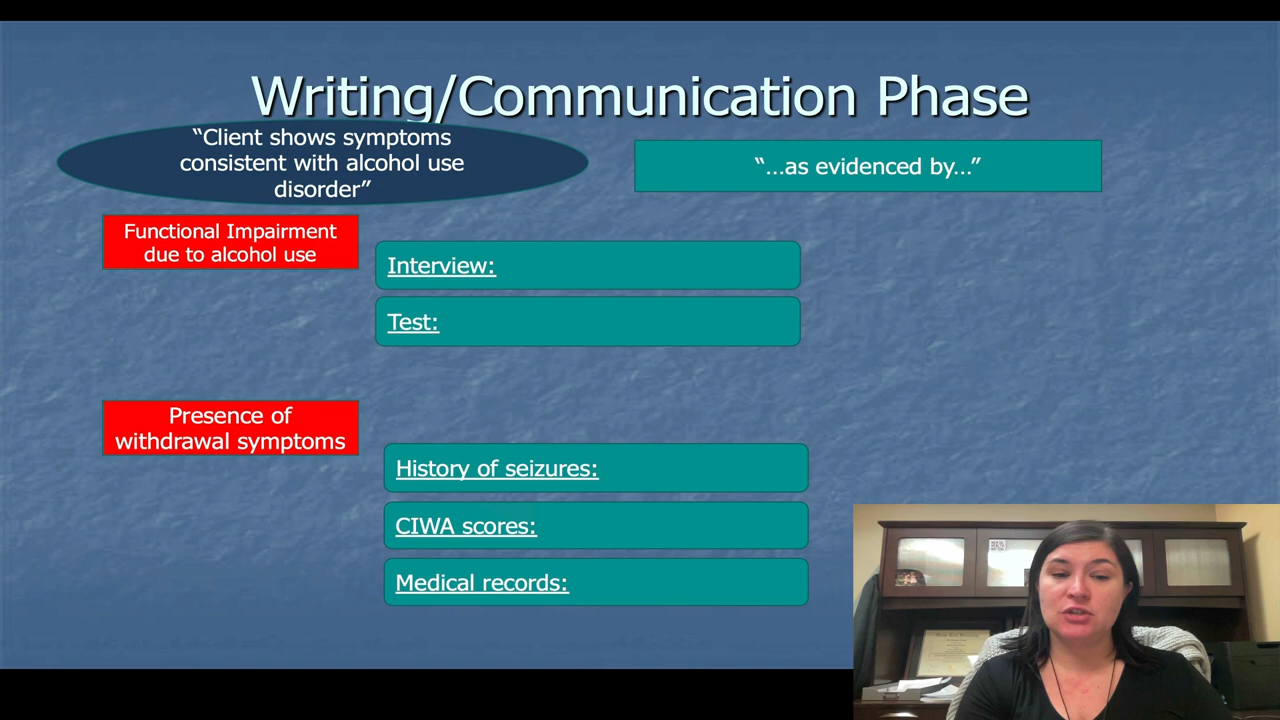 Writing/Communication Phase
“Client shows symptoms
consistent with alcohol use
disorder”
“…as evidenced by…”
Functional Impairment
due to alcohol use
Interview:
Test:
Presence of
withdrawal symptoms
History of seizures:
CIWA scores:
Medical records: